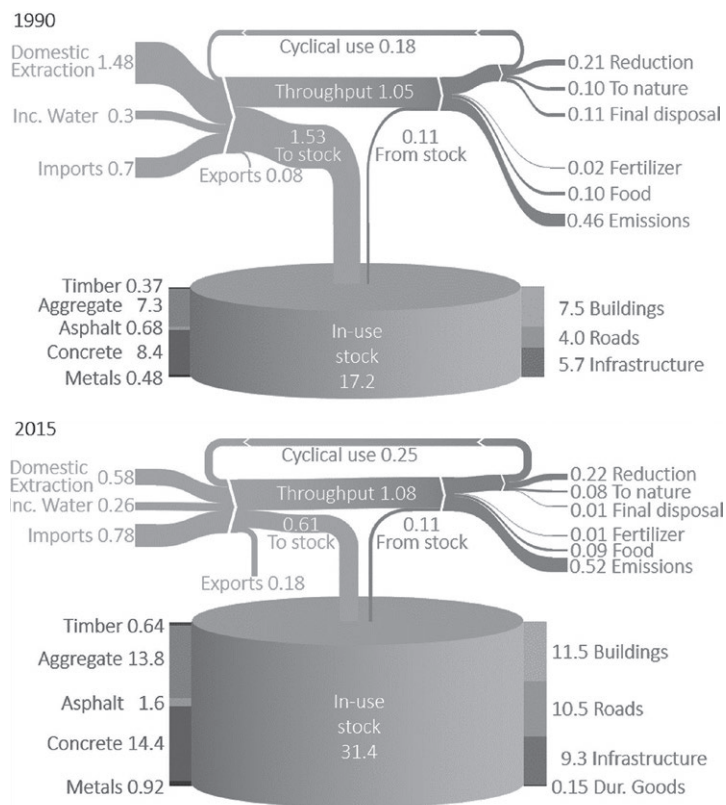 1990
Cyclical use 0.18
Domestic
Extraction 1.48
Throughput 1.05
0.21 Reduction
0.10 To nature
0.11 Final disposal
Inc. Water 0.3
1.53
To stock
0.11
From stock
Imports 0.7
Exports 0.08
0.02 Fertilizer
0.10 Food
0.46 Emissions
Timber 0.37
Aggregate 7.3
Asphalt 0.68
Concrete 8.4
Metals 0.48
In-use
stock
17.2
7.5 Buildings
4.0 Roads
5.7 Infrastructure
2015
Cyclical use 0.25
Domestic
Extraction 0.58
Throughput 1.08
0.22 Reduction
0.08 To nature
0.01 Final disposal
Inc. Water 0.26
0.61
To stock
0.11
From stock
Imports 0.78
Exports 0.18
0.01 Fertilizer
0.09 Food
0.52 Emissions
Timber 0.64
Aggregate 13.8
Asphalt 1.6
Concrete 14.4
Metals 0.92
In-use
stock
31.4
11.5 Buildings
10.5 Roads
9.3 Infrastructure
0.15 Dur. Goods